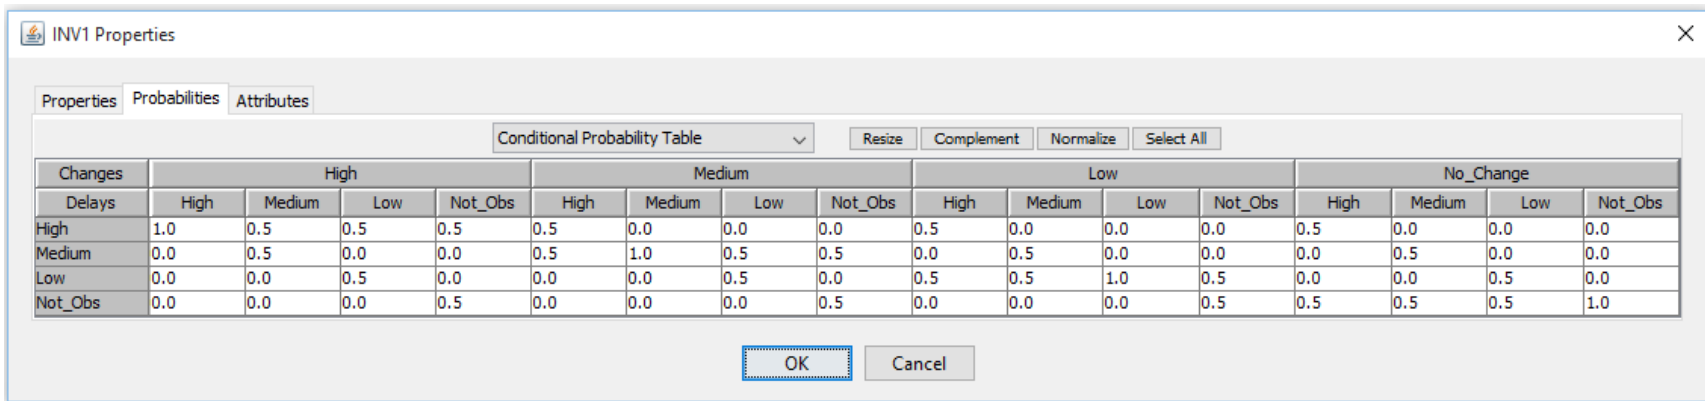 INV1 Properties
Properties Probabilities Attributes
Conditional Probability Table Resize Complement Normalize Select All
Changes High Medium Low No_Change
Delays High Medium Low Not_Obs High Medium Low Not_Obs High Medium Low Not_Obs High Medium Low Not_Obs
High 1.0 0.5 0.5 0.5 0.5 0.0 0.0 0.0 0.5 0.0 0.0 0.0 0.5 0.0 0.0 0.0
Medium 0.0 0.5 0.0 0.0 0.5 1.0 0.5 0.5 0.0 0.5 0.0 0.0 0.0 0.5 0.0 0.0
Low 0.0 0.0 0.5 0.0 0.0 0.0 0.5 0.0 0.5 0.5 1.0 0.5 0.0 0.0 0.5 0.0
Not_Obs 0.0 0.0 0.0 0.5 0.0 0.0 0.0 0.5 0.0 0.0 0.0 0.5 0.5 0.5 0.5 1.0
OK Cancel